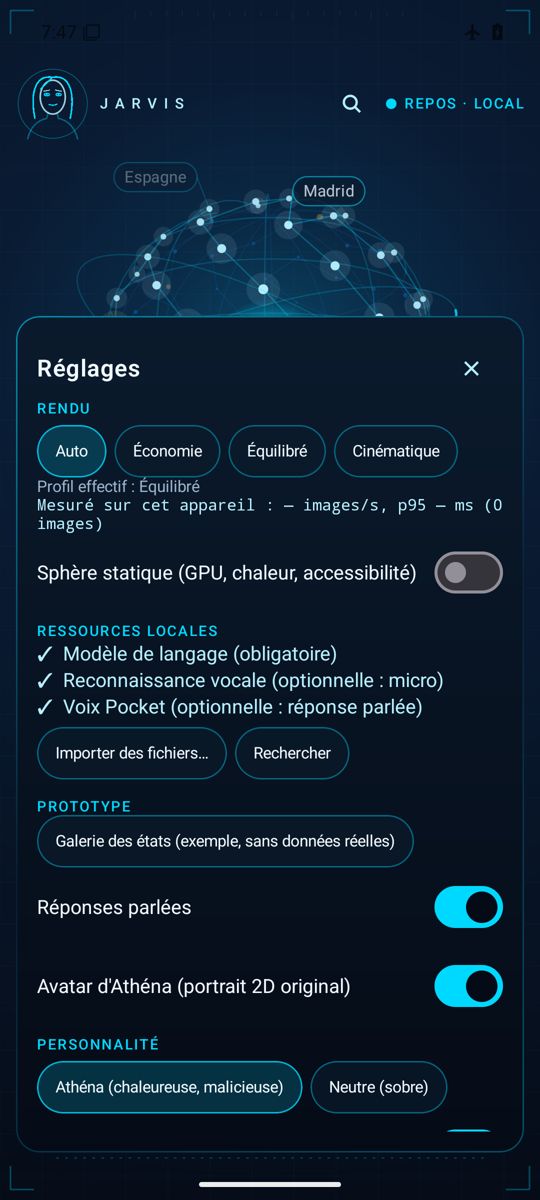 7:47
JARVIS
REPOS · LOCAL
Espagne
Madrid
Réglages
RENDU
Auto
Économie
Équilibré
Cinématique
Profil effectif : Équilibré
Mesuré sur cet appareil : — images/s, p95 — ms (0
images)
Sphère statique (GPU, chaleur, accessibilité)
RESSOURCES LOCALES
✓ Modèle de langage (obligatoire)
✓ Reconnaissance vocale (optionnelle : micro)
✓ Voix Pocket (optionnelle : réponse parlée)
Importer des fichiers…
Rechercher
PROTOTYPE
Galerie des états (exemple, sans données réelles)
Réponses parlées
Avatar d'Athéna (portrait 2D original)
PERSONNALITÉ
Athéna (chaleureuse, malicieuse)
Neutre (sobre)